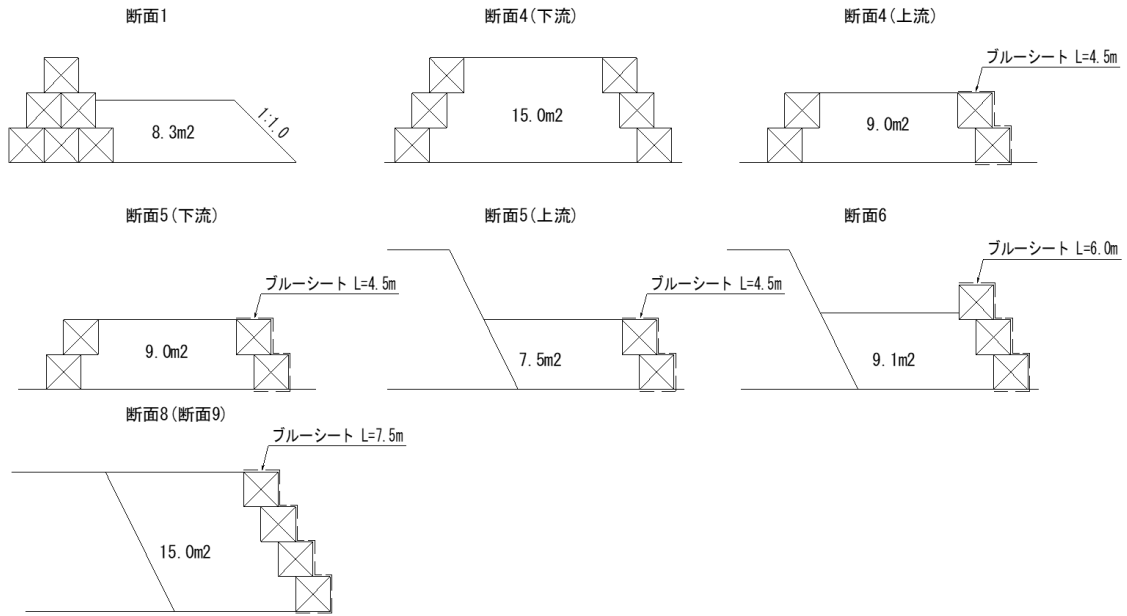 断面1
断面4(下流)
断面4(上流)
ブルーシート L=4.5m
8.3m2
1:1.0
15.0m2
9.0m2
断面5(下流)
断面5(上流)
断面6
ブルーシート L=4.5m
ブルーシート L=4.5m
ブルーシート L=6.0m
9.0m2
7.5m2
9.1m2
断面8(断面9)
ブルーシート L=7.5m
15.0m2